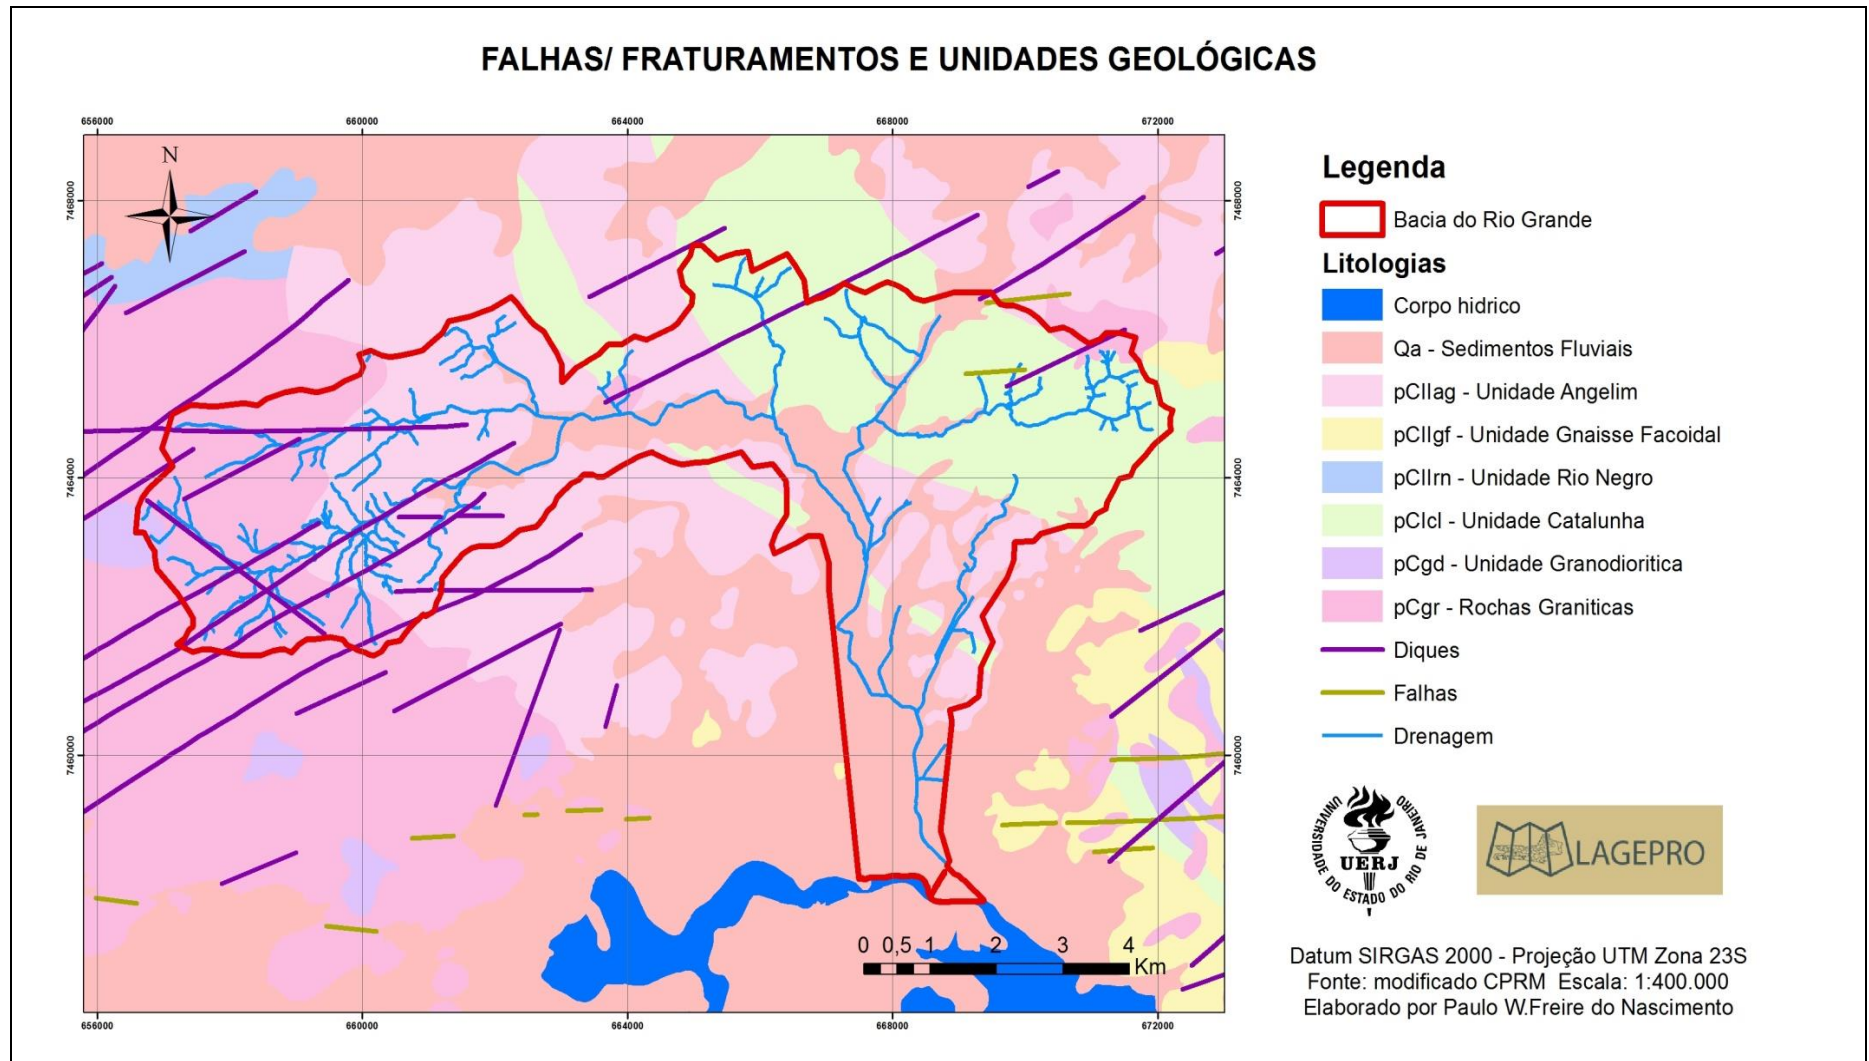 FALHAS/ FRATURAMENTOS E UNIDADES GEOLÓGICAS
656000
660000
664000
668000
672000
N
7468000
7468000
7464000
7464000
7460000
7460000
0 0,5 1 2 3 4
Km
656000
660000
664000
668000
672000
Legenda
Bacia do Rio Grande
Litologias
Corpo hidrico
Qa - Sedimentos Fluviais
pCIIag - Unidade Angelim
pCIIgf - Unidade Gnaisse Facoidal
pCIIrn - Unidade Rio Negro
pCIcl - Unidade Catalunha
pCgd - Unidade Granodioritica
pCgr - Rochas Graniticas
Diques
Falhas
Drenagem
UNIVERSIDADE DO ESTADO DO RIO DE JANEIRO
UERJ
LAGEPRO
Datum SIRGAS 2000 - Projeção UTM Zona 23S
Fonte: modificado CPRM Escala: 1:400.000
Elaborado por Paulo W.Freire do Nascimento